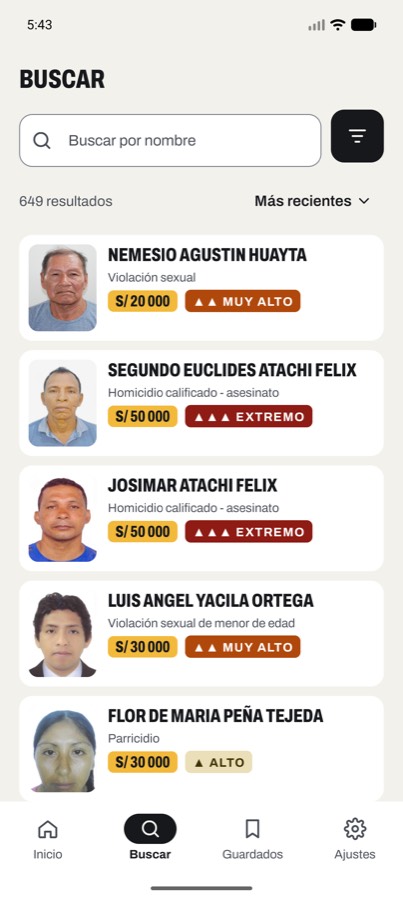 5:43
BUSCAR
Buscar por nombre
649 resultados
Más recientes
NEMESIO AGUSTIN HUAYTA
Violación sexual
S/ 20 000
▲▲ MUY ALTO
SEGUNDO EUCLIDES ATACHI FELIX
Homicidio calificado - asesinato
S/ 50 000
▲▲▲ EXTREMO
JOSIMAR ATACHI FELIX
Homicidio calificado - asesinato
S/ 50 000
▲▲▲ EXTREMO
LUIS ANGEL YACILA ORTEGA
Violación sexual de menor de edad
S/ 30 000
▲▲ MUY ALTO
FLOR DE MARIA PEÑA TEJEDA
Parricidio
S/ 30 000
▲ ALTO
Inicio
Buscar
Guardados
Ajustes